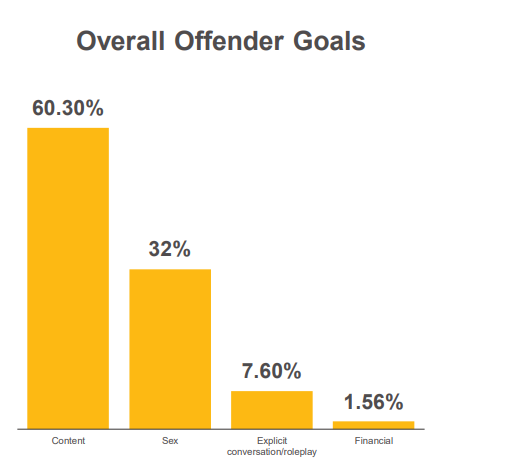 Overall Offender Goals
60.30%
32%
7.60%
1.56%
Content
Sex
Explicit
conversation/roleplay
Financial